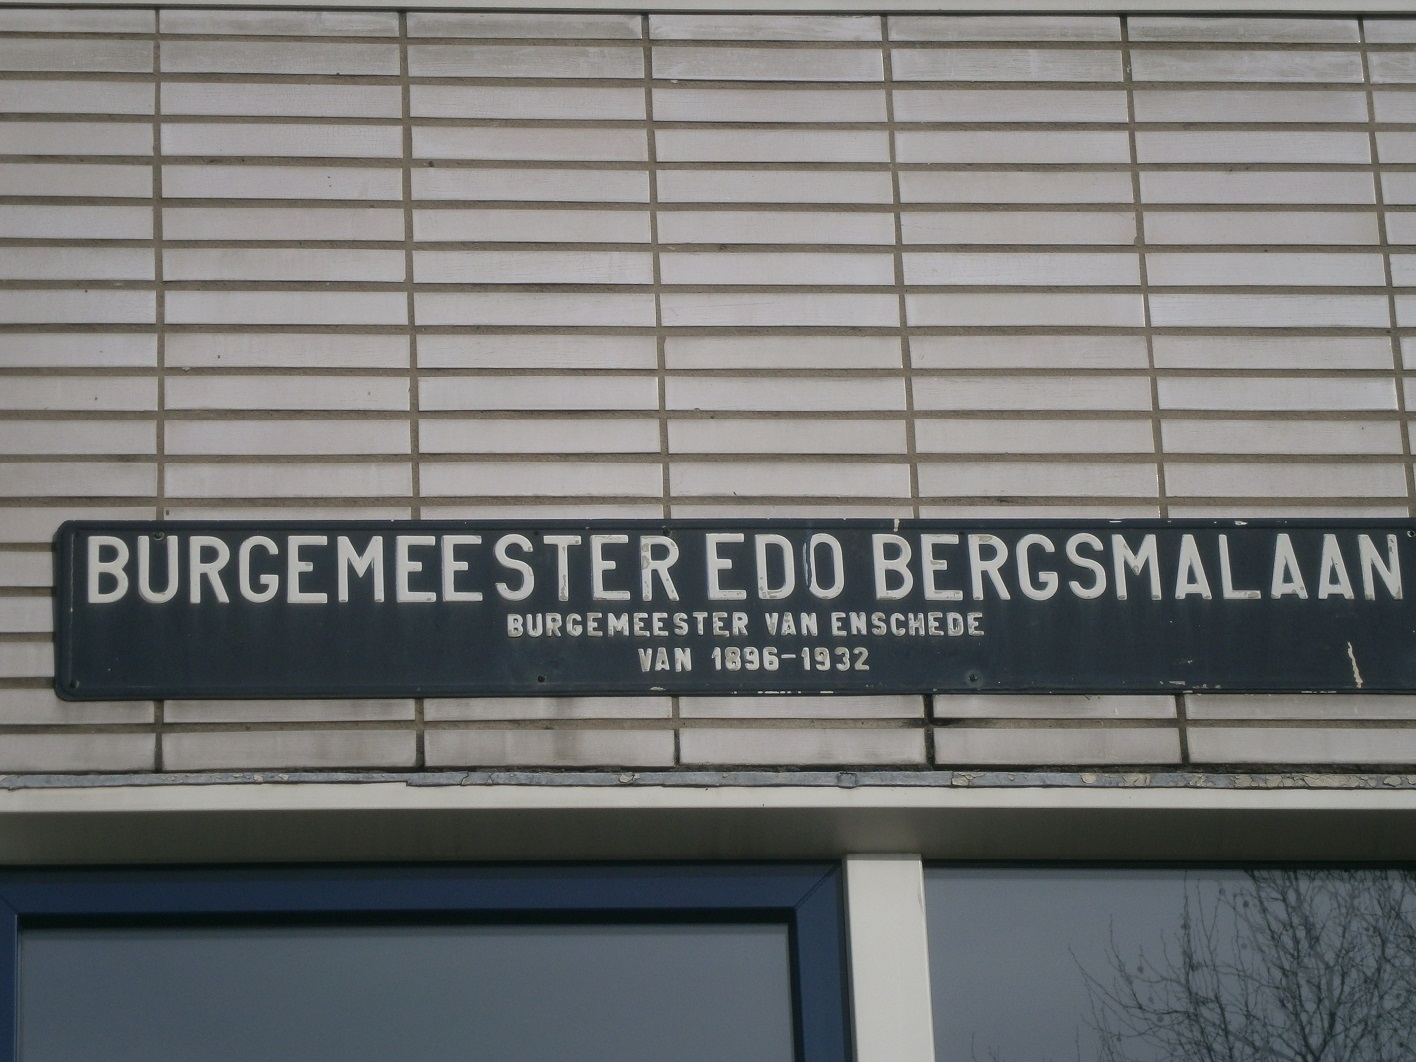 BURGEMEESTER EDO BERGSMALAAN
BURGEMEESTER VAN ENSCHEDE
VAN 1896-1932